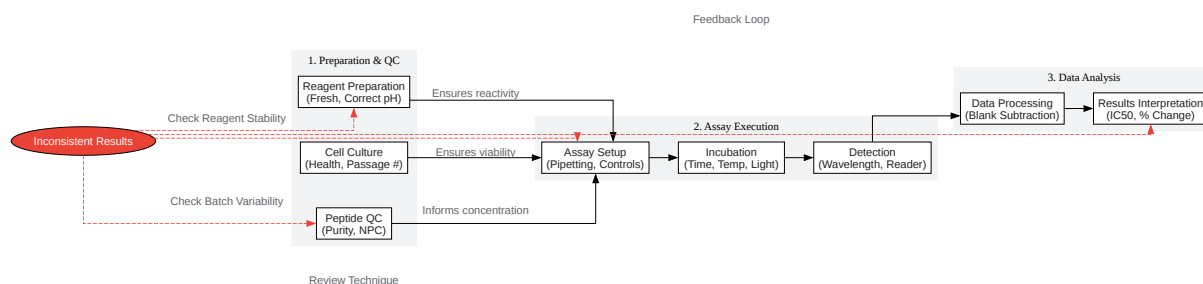 Feedback Loop
1. Preparation & QC
Reagent Preparation
(Fresh, Correct pH)
Ensures reactivity
3. Data Analysis
Data Processing
(Blank Subtraction)
Results Interpretation
(IC50, % Change)
Check Reagent Stability
2. Assay Execution
Inconsistent Results
Cell Culture
(Health, Passage #)
Ensures viability
Assay Setup
(Pipetting, Controls)
Incubation
(Time, Temp, Light)
Detection
(Wavelength, Reader)
Check Batch Variability
Peptide QC
(Purity, NPC)
Informs concentration
Review Technique